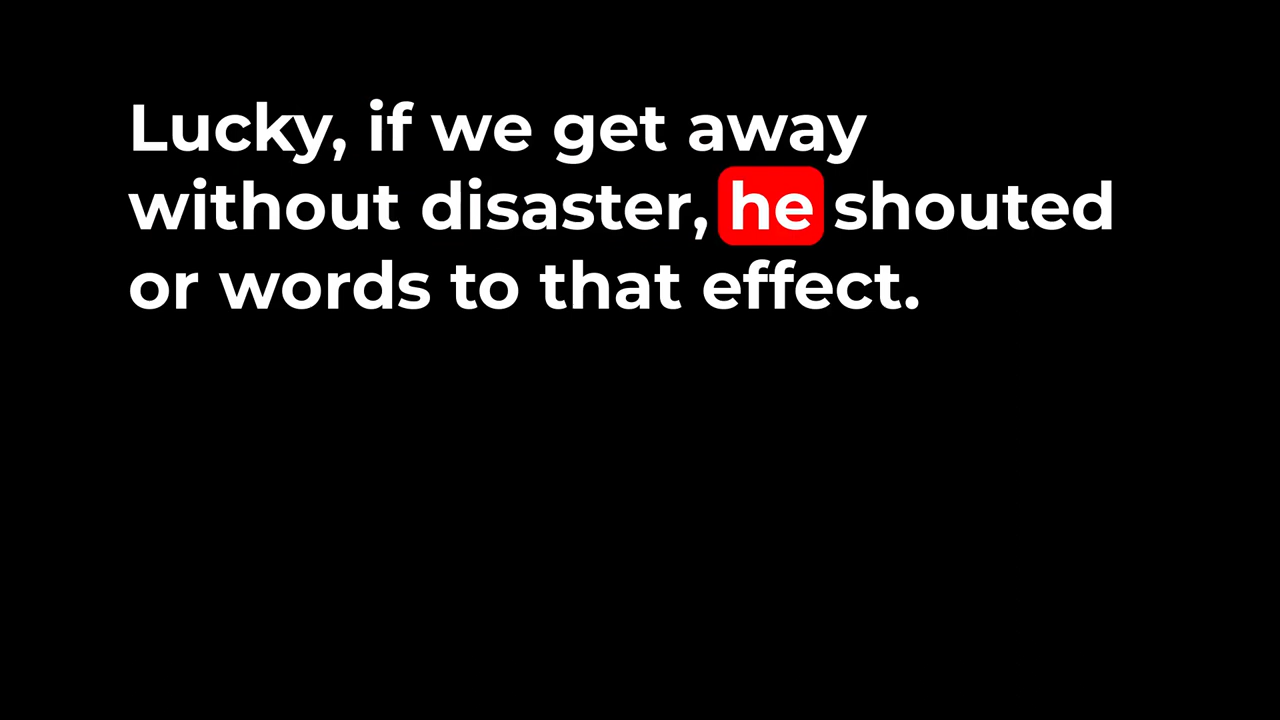 Lucky, if we get away
without disaster, he shouted
or words to that effect.